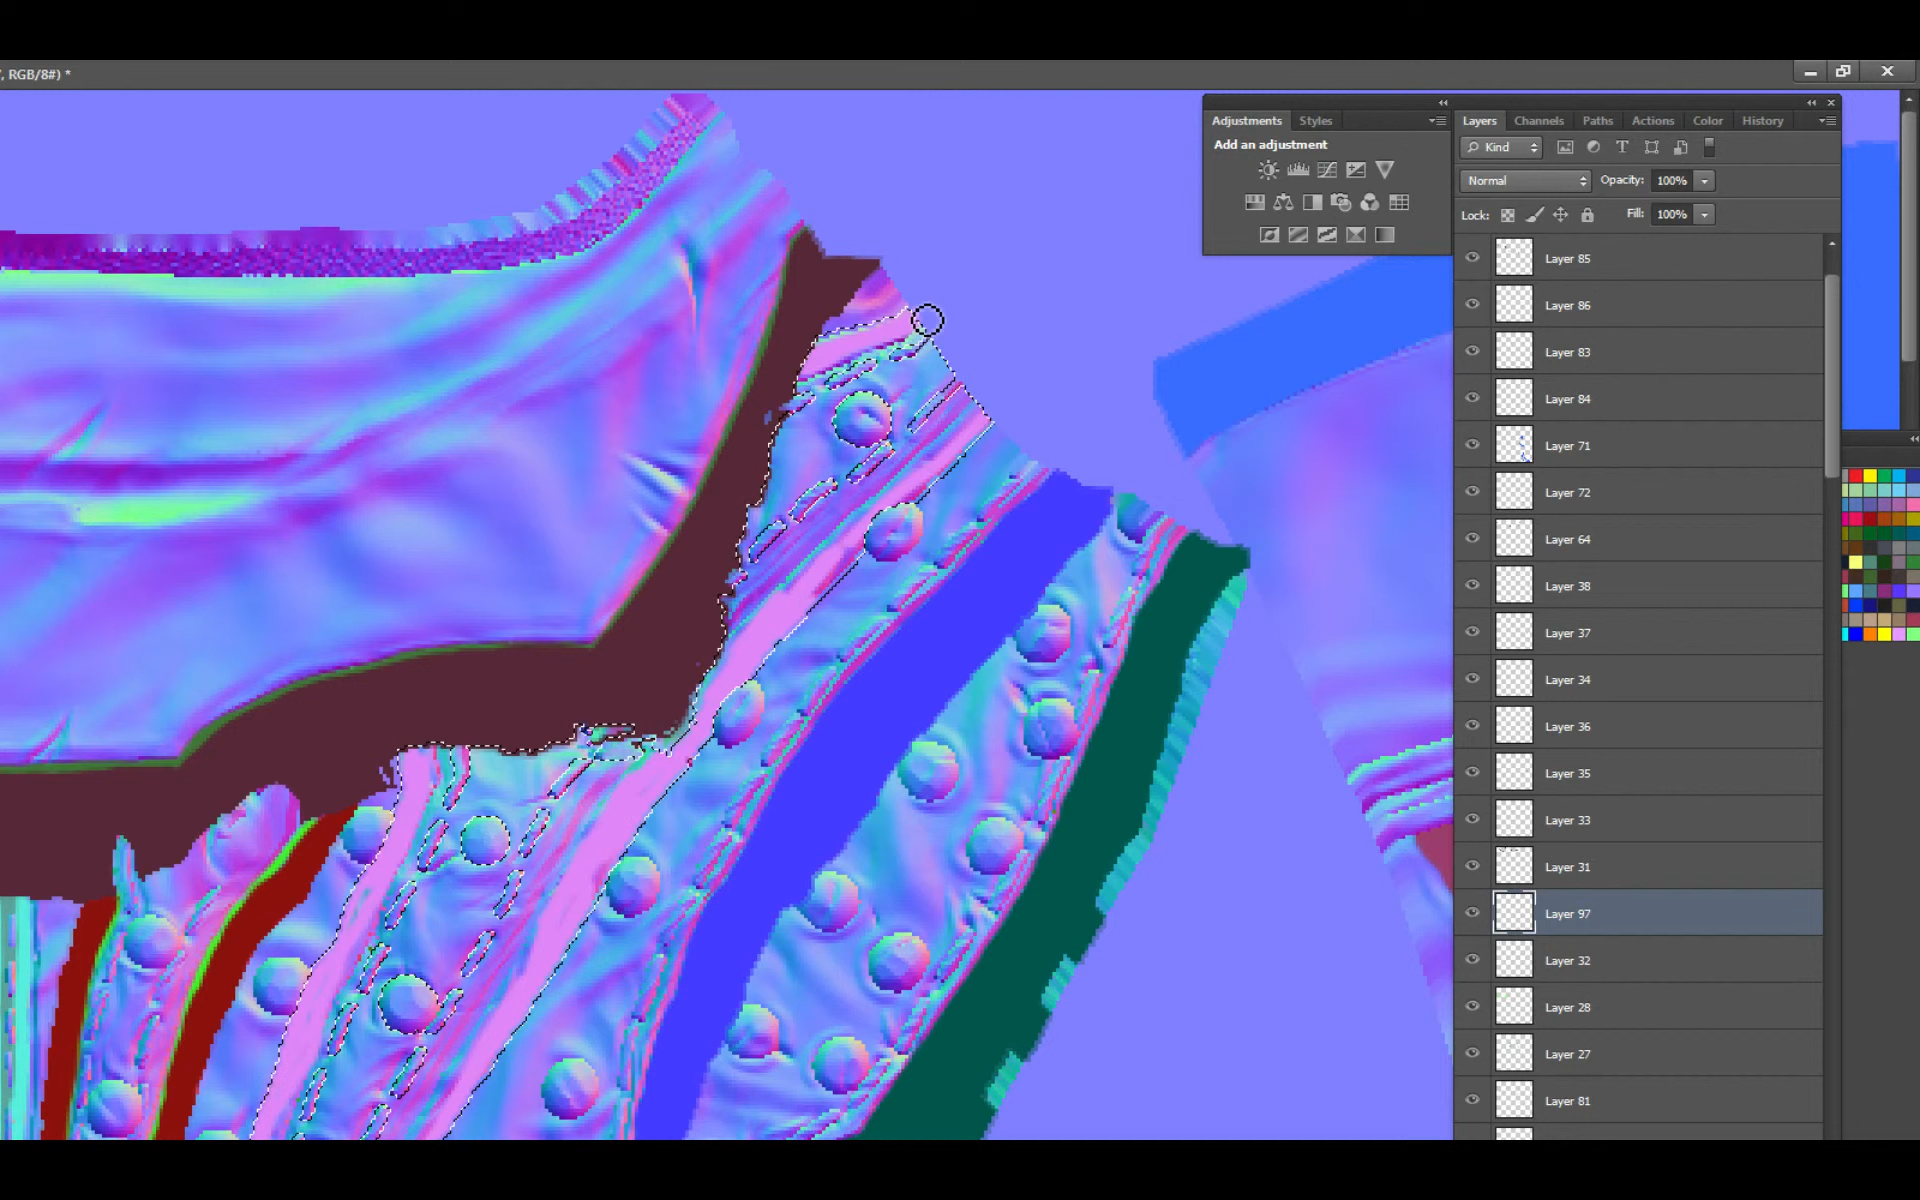 , RGB/8#) *
Adjustments Styles
Add an adjustment
Layers Channels Paths Actions Color History
Kind
Normal Opacity: 100%
Lock: Fill: 100%
Layer 85
Layer 86
Layer 83
Layer 84
Layer 71
Layer 72
Layer 64
Layer 38
Layer 37
Layer 34
Layer 36
Layer 35
Layer 33
Layer 31
Layer 97
Layer 32
Layer 28
Layer 27
Layer 81